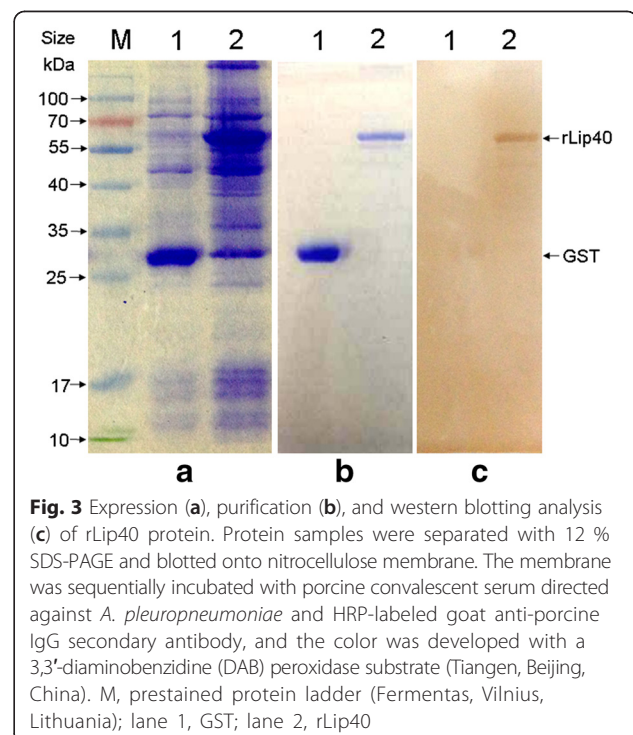 Size M 1 2 1 2 1 2
kDa
100→
70→
55→
40→
35→
25→
17→
10→
←rLip40
←GST
a b c
Fig. 3 Expression (a), purification (b), and western blotting analysis
(c) of rLip40 protein. Protein samples were separated with 12 %
SDS-PAGE and blotted onto nitrocellulose membrane. The membrane
was sequentially incubated with porcine convalescent serum directed
against A. pleuropneumoniae and HRP-labeled goat anti-porcine
IgG secondary antibody, and the color was developed with a
3,3′-diaminobenzidine (DAB) peroxidase substrate (Tiangen, Beijing,
China). M, prestained protein ladder (Fermentas, Vilnius,
Lithuania); lane 1, GST; lane 2, rLip40